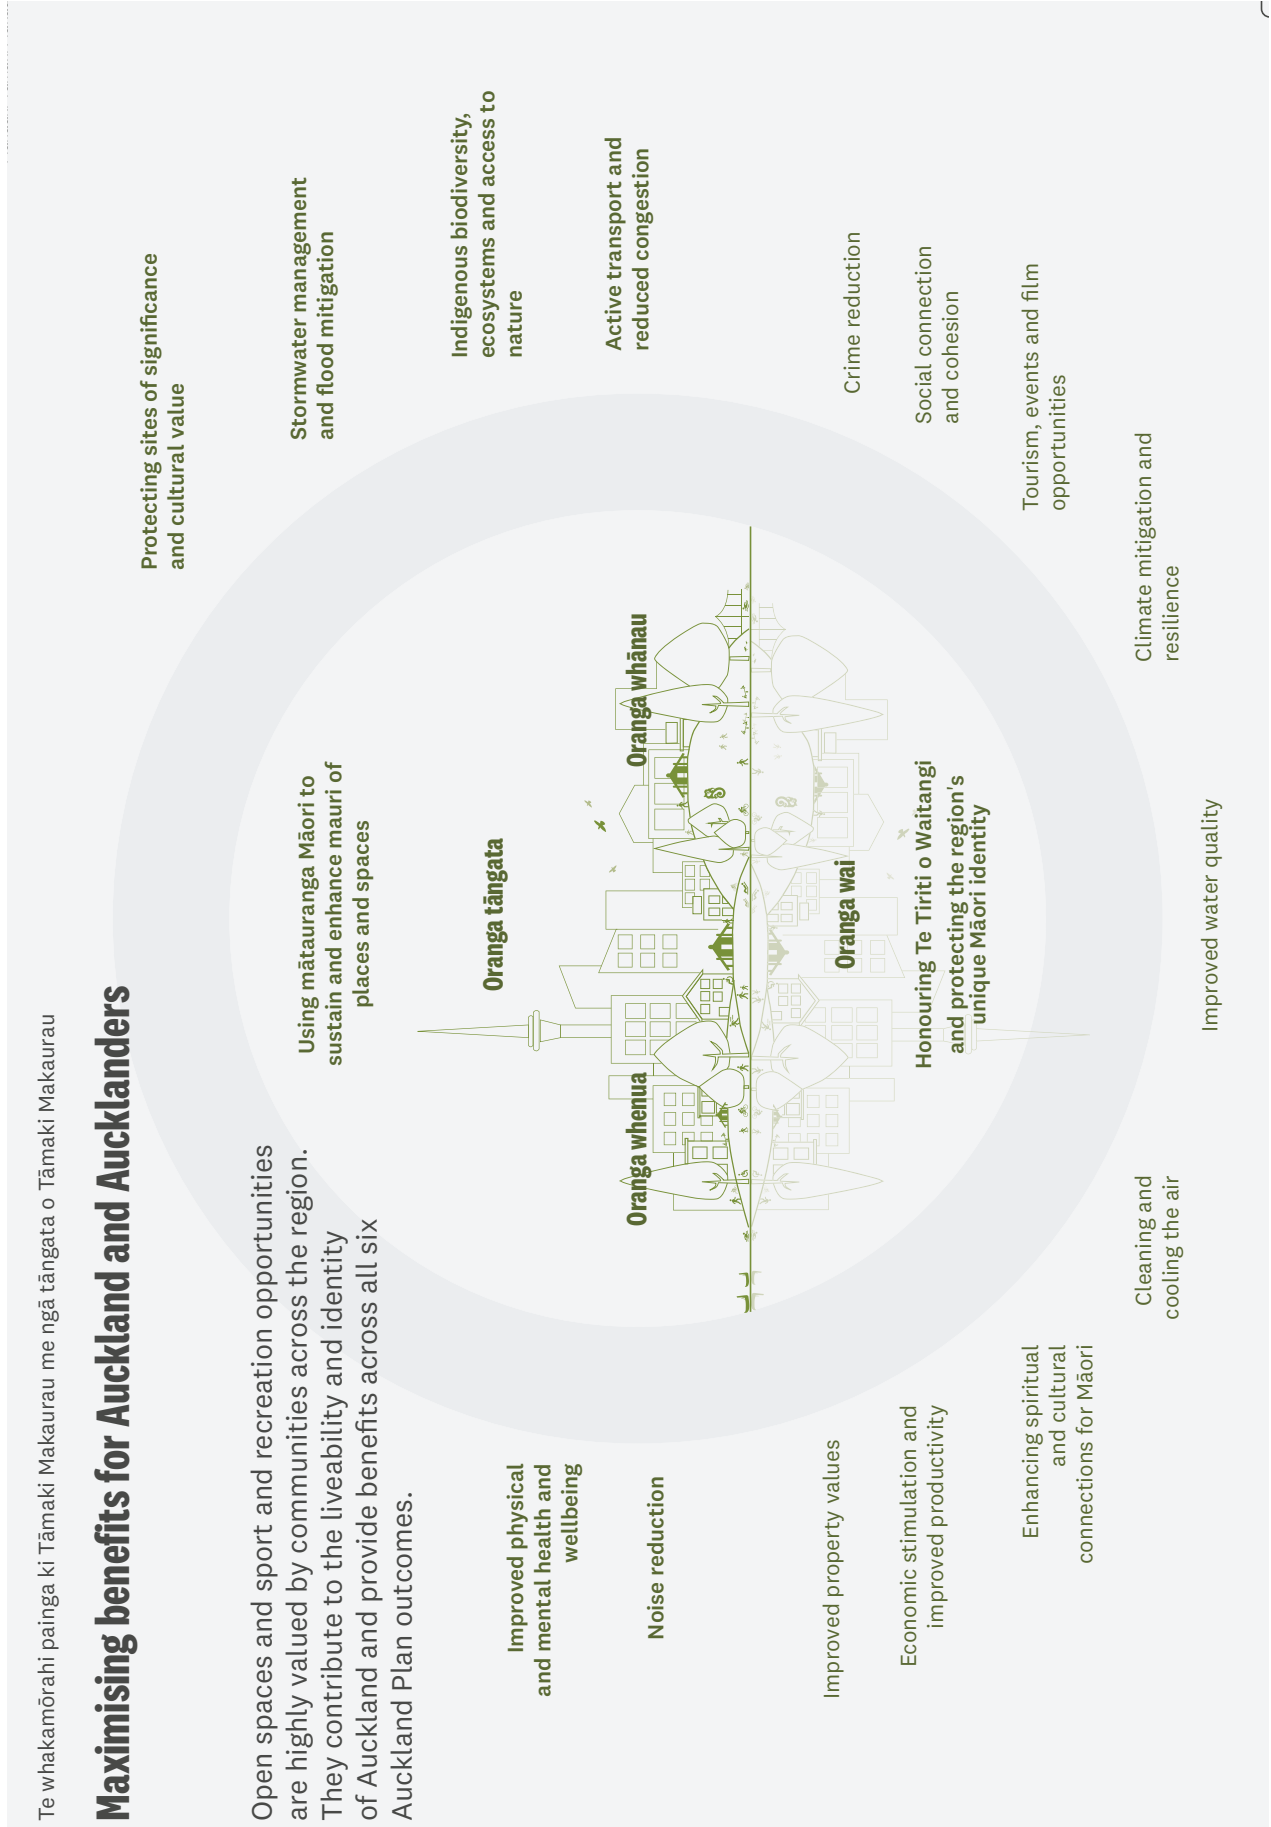 Te whakamōrahi painga ki Tāmaki Makaurau me ngā tāngata o Tāmaki Makaurau
Maximising benefits for Auckland and Aucklanders
Open spaces and sport and recreation opportunities
are highly valued by communities across the region.
They contribute to the liveability and identity
of Auckland and provide benefits across all six
Auckland Plan outcomes.
Protecting sites of significance
and cultural value
Stormwater management
and flood mitigation
Indigenous biodiversity,
ecosystems and access to
nature
Active transport and
reduced congestion
Crime reduction
Social connection
and cohesion
Tourism, events and film
opportunities
Climate mitigation and
resilience
Improved water quality
Cleaning and
cooling the air
Enhancing spiritual
and cultural
connections for Māori
Economic stimulation and
improved productivity
Improved property values
Noise reduction
Improved physical
and mental health and
wellbeing
Using mātauranga Māori to
sustain and enhance mauri of
places and spaces
Oranga tāngata
Oranga whenua
Oranga whānau
Oranga wai
Honouring Te Tiriti o Waitangi
and protecting the region's
unique Māori identity